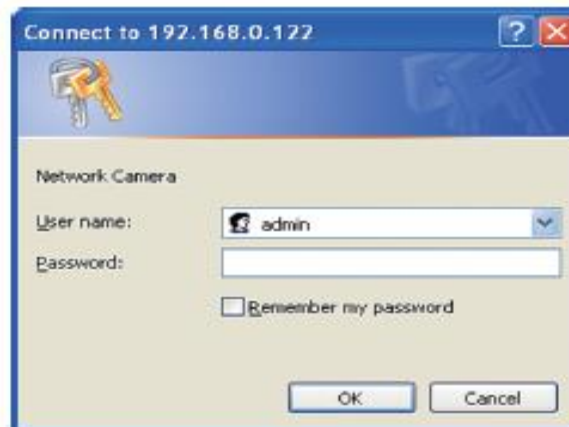 Connect to 192.168.0.122
Network Camera
User name:
admin
Password:
Remember my password
OK
Cancel